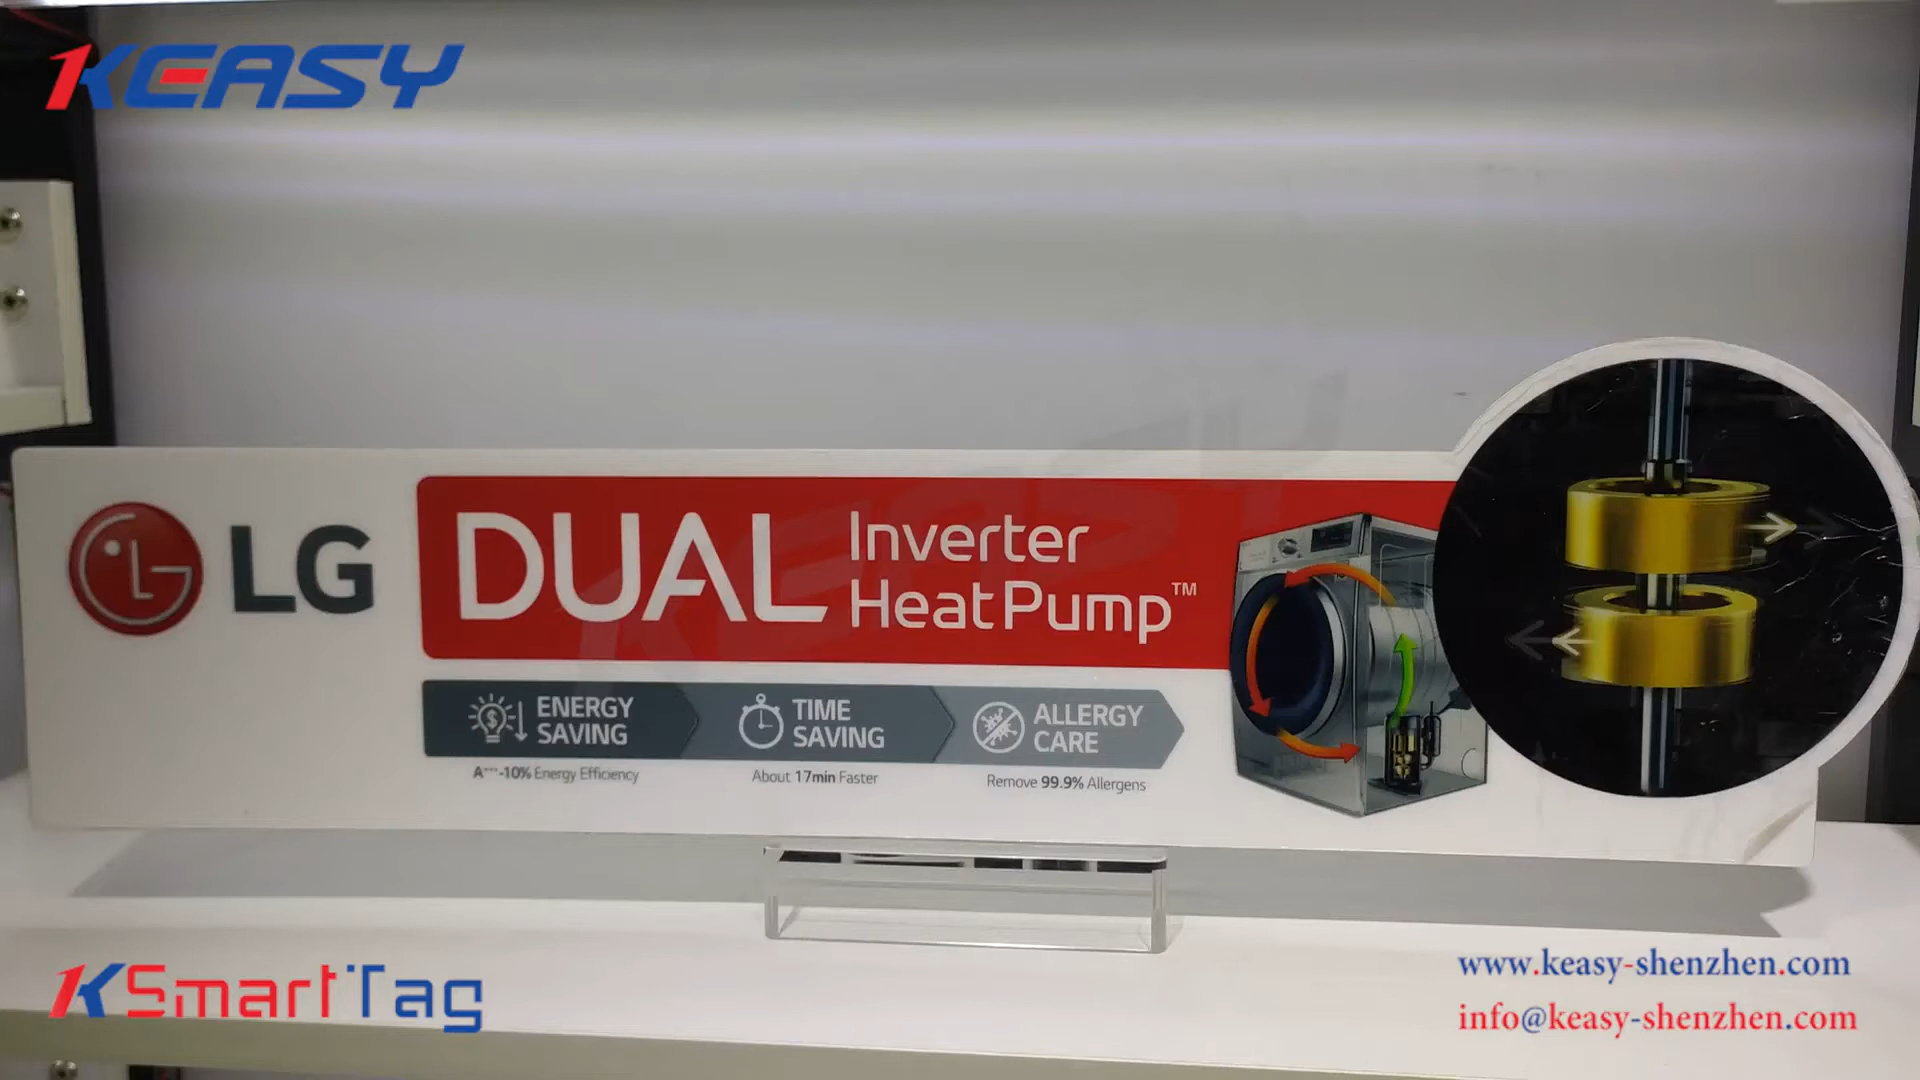 KEASY
LG
DUAL Inverter
HeatPump™
ENERGY
SAVING
A+++-10% Energy Efficiency
TIME
SAVING
About 17min Faster
ALLERGY
CARE
Remove 99.9% Allergens
KSmartTag
www.keasy-shenzhen.com
info@keasy-shenzhen.com